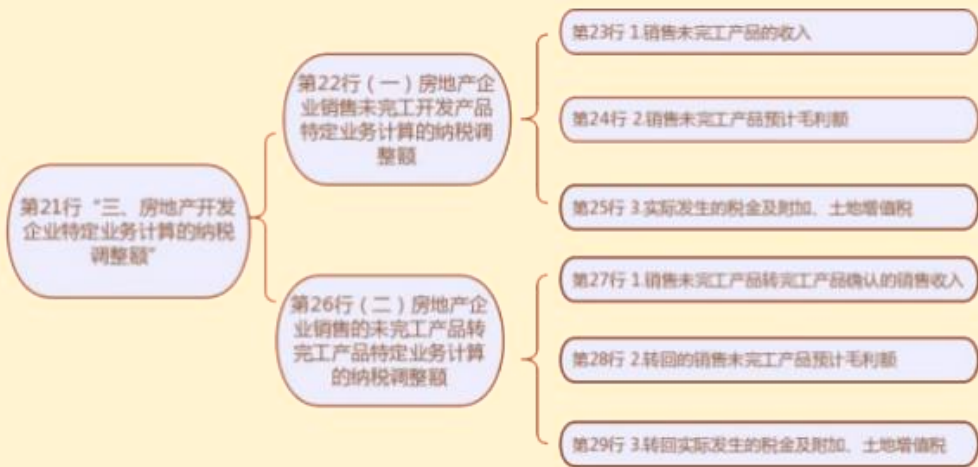 第21行“三、房地产开发
企业特定业务计算的纳税
调整额”
第22行(一)房地产企
业销售未完工开发产品
特定业务计算的纳税调
整额
第23行 1.销售未完工产品的收入
第24行 2.销售未完工产品预计毛利额
第25行 3.实际发生的税金及附加、土地增值税
第26行(二)房地产企
业销售的未完工产品转
完工产品特定业务计算
的纳税调整额
第27行 1.销售未完工产品转完工产品确认的销售收入
第28行 2.转回的销售未完工产品预计毛利额
第29行 3.转回实际发生的税金及附加、土地增值税